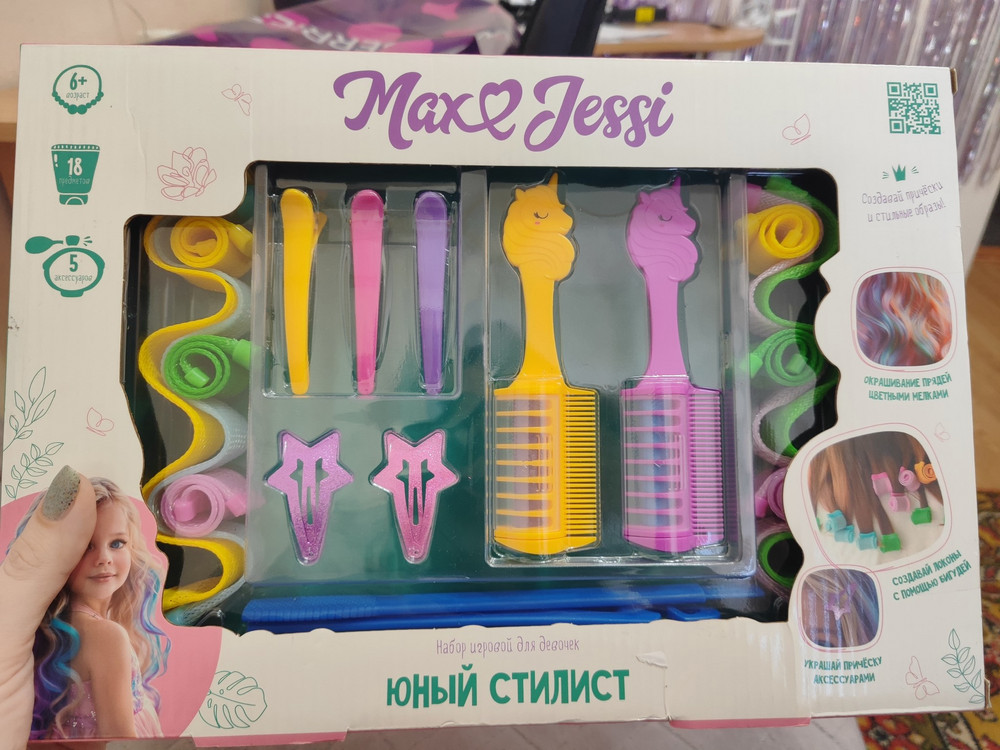 Max Jessi
6+
возраст
18
предметов
5
аксессуаров
Создавай причёски
и стильные образы!
ОКРАШИВАНИЕ ПРЯДЕЙ
ЦВЕТНЫМИ МЕЛКАМИ
СОЗДАВАЙ ЛОКОНЫ
С ПОМОЩЬЮ БИГУДЕЙ
УКРАШАЙ ПРИЧЁСКУ
АКСЕССУАРАМИ
Набор игровой для девочек
ЮНЫЙ СТИЛИСТ